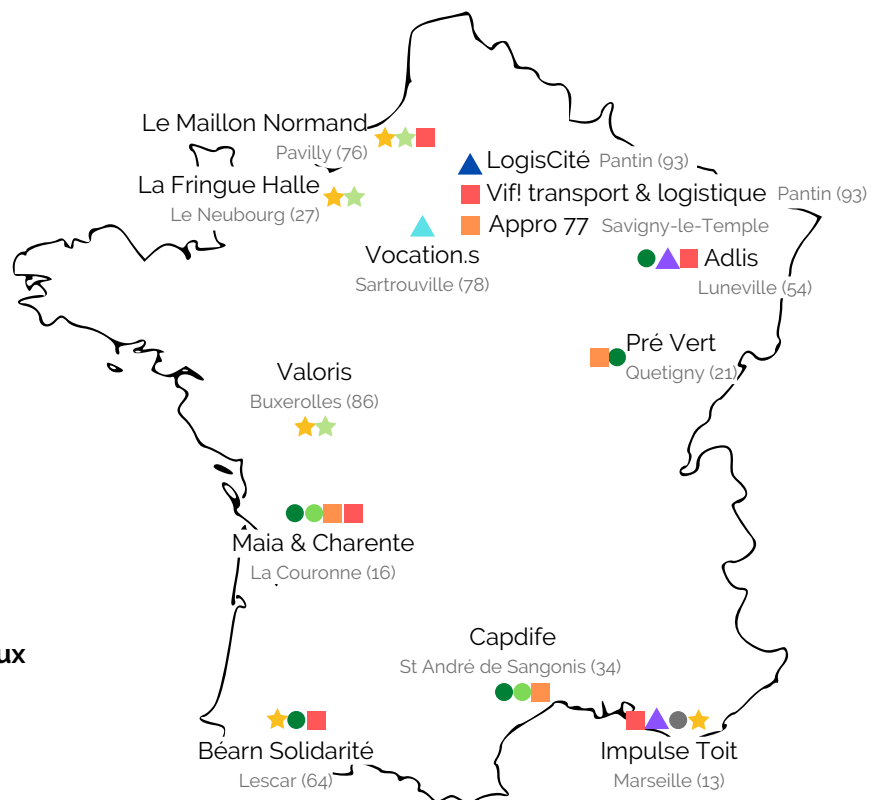 Le Maillon Normand
Pavilly (76)
La Fringue Halle
Le Neubourg (27)
LogisCité Pantin (93)
Vif! transport & logistique Pantin (93)
Appro 77 Savigny-le-Temple
Vocation.s
Sartrouville (78)
Adlis
Luneville (54)
Pré Vert
Quetigny (21)
Valoris
Buxerolles (86)
Maia & Charente
La Couronne (16)
Capdife
St André de Sangonis (34)
ux
Béarn Solidarité
Lescar (64)
Impulse Toit
Marseille (13)